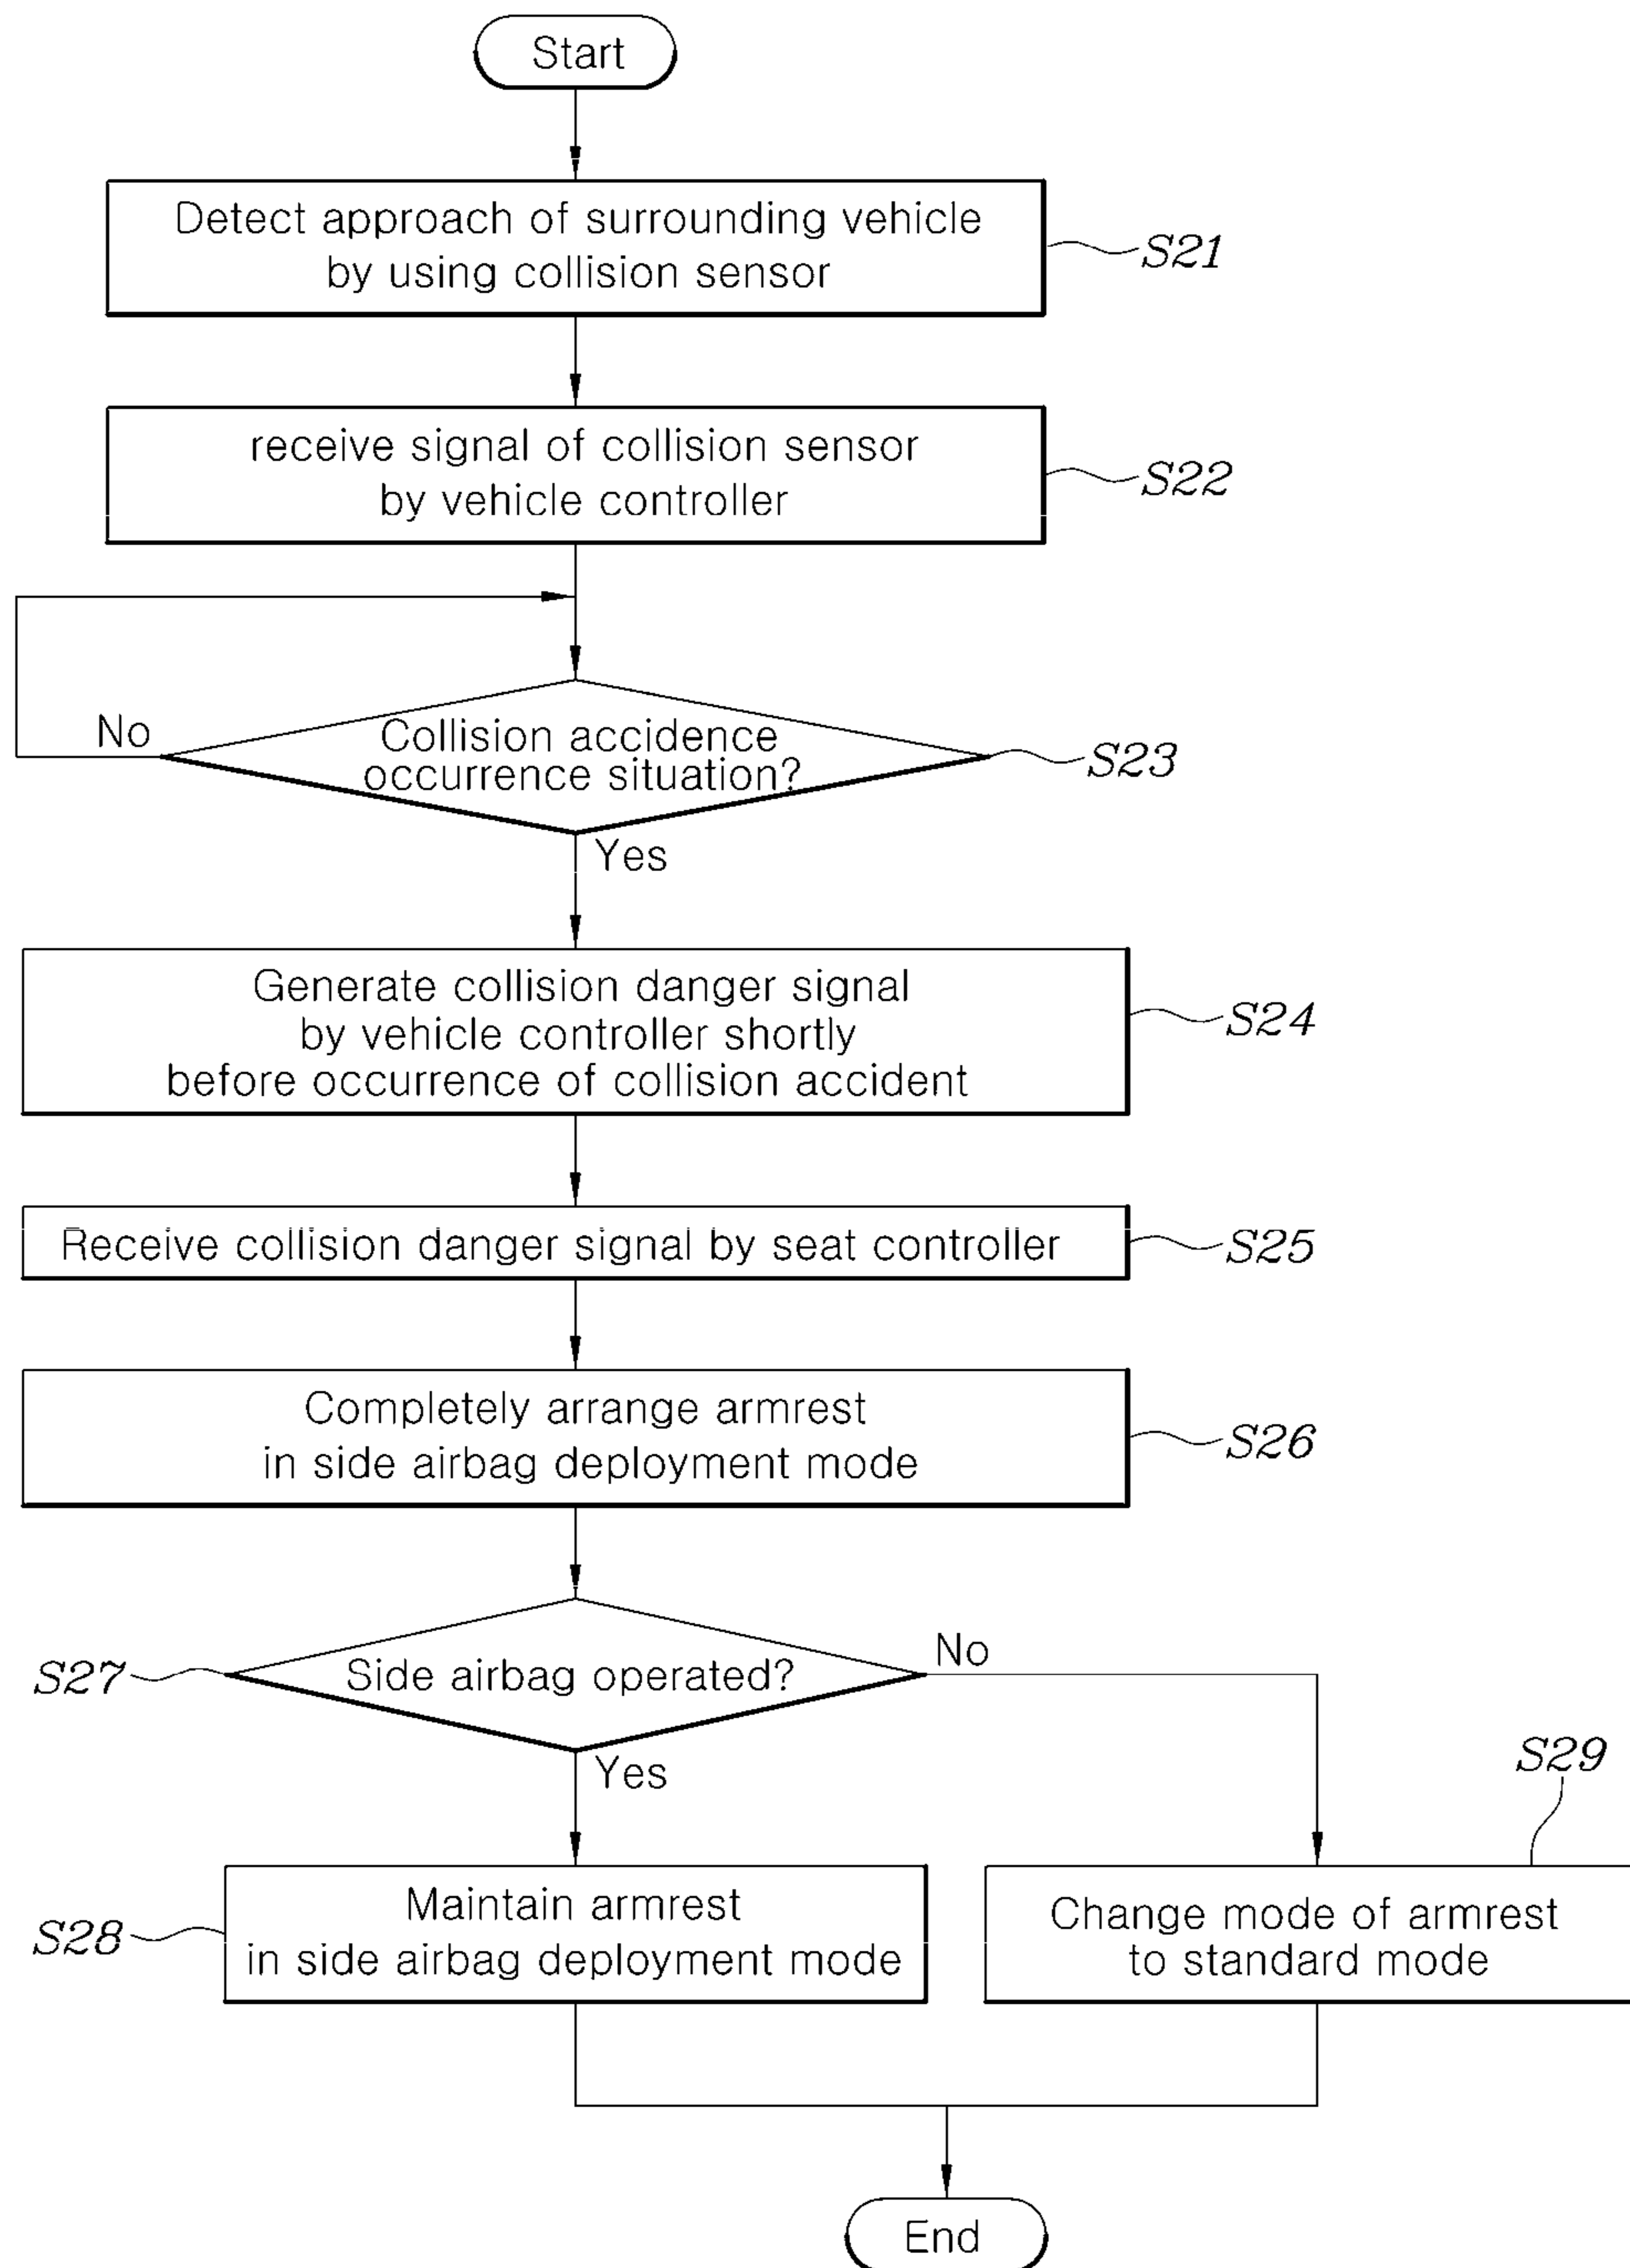 Start
Detect approach of surrounding vehicle
by using collision sensor
S21
receive signal of collision sensor
by vehicle controller
S22
No
Collision accidence
occurrence situation?
S23
Yes
Generate collision danger signal
by vehicle controller shortly
before occurrence of collision accident
S24
Receive collision danger signal by seat controller
S25
Completely arrange armrest
in side airbag deployment mode
S26
S27
Side airbag operated?
No
Yes
S29
S28
Maintain armrest
in side airbag deployment mode
Change mode of armrest
to standard mode
End